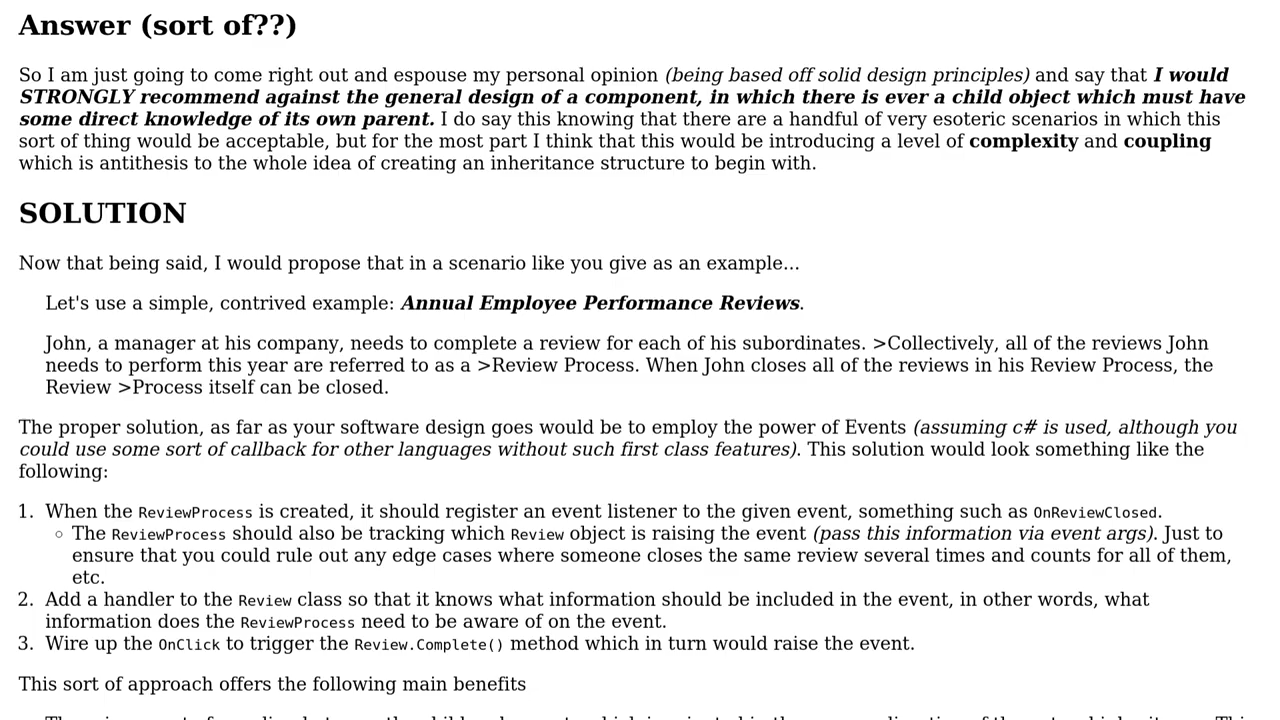 Answer (sort of??)
So I am just going to come right out and espouse my personal opinion (being based off solid design principles) and say that I would
STRONGLY recommend against the general design of a component, in which there is ever a child object which must have
some direct knowledge of its own parent. I do say this knowing that there are a handful of very esoteric scenarios in which this
sort of thing would be acceptable, but for the most part I think that this would be introducing a level of complexity and coupling
which is antithesis to the whole idea of creating an inheritance structure to begin with.
SOLUTION
Now that being said, I would propose that in a scenario like you give as an example...
Let's use a simple, contrived example: Annual Employee Performance Reviews.
John, a manager at his company, needs to complete a review for each of his subordinates. >Collectively, all of the reviews John
needs to perform this year are referred to as a >Review Process. When John closes all of the reviews in his Review Process, the
Review >Process itself can be closed.
The proper solution, as far as your software design goes would be to employ the power of Events (assuming c# is used, although you
could use some sort of callback for other languages without such first class features). This solution would look something like the
following:
1. When the ReviewProcess is created, it should register an event listener to the given event, something such as OnReviewClosed.
◦ The ReviewProcess should also be tracking which Review object is raising the event (pass this information via event args). Just to
ensure that you could rule out any edge cases where someone closes the same review several times and counts for all of them,
etc.
2. Add a handler to the Review class so that it knows what information should be included in the event, in other words, what
information does the ReviewProcess need to be aware of on the event.
3. Wire up the OnClick to trigger the Review.Complete() method which in turn would raise the event.
This sort of approach offers the following main benefits